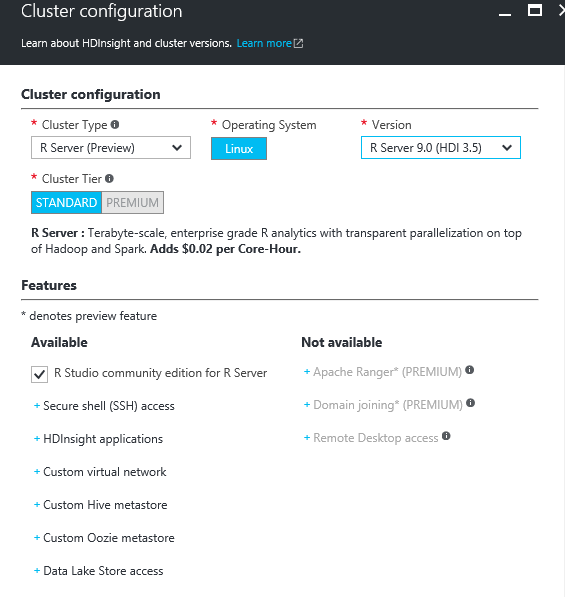 Cluster configuration
Learn about HDInsight and cluster versions. Learn more
Cluster configuration
* Cluster Type * Operating System * Version
R Server (Preview) Linux R Server 9.0 (HDI 3.5)
* Cluster Tier
STANDARD PREMIUM
R Server : Terabyte-scale, enterprise grade R analytics with transparent parallelization on top
of Hadoop and Spark. Adds $0.02 per Core-Hour.
Features
* denotes preview feature
Available Not available
R Studio community edition for R Server + Apache Ranger* (PREMIUM)
+ Secure shell (SSH) access + Domain joining* (PREMIUM)
+ HDInsight applications + Remote Desktop access
+ Custom virtual network
+ Custom Hive metastore
+ Custom Oozie metastore
+ Data Lake Store access